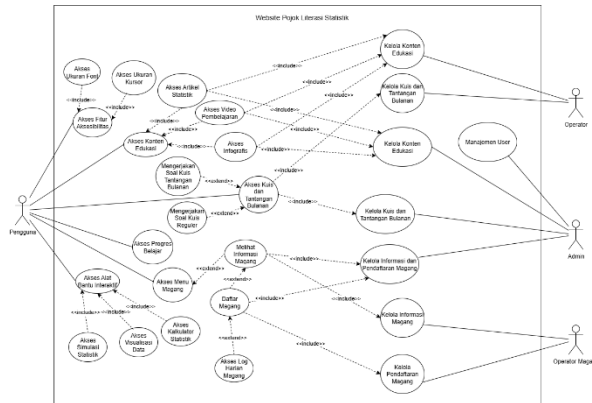 Website Pojok Literasi Statistik
Akses
Ukuran Font
Akses Ukuran
Kursor
<<include>>
<<include>>
Akses Fitur
Aksesibilitas
Akses Artikel
Statistik
Akses Video
Pembelajaran
<<include>>
<<include>>
Akses Konten
Edukasi
<<include>>
Akses
Infografis
<<include>>
<<include>>
<<include>>
Kelola Konten
Edukasi
Kelola Kuis dan
Tantangan
Bulanan
Operator
Kelola Konten
Edukasi
Manajemen User
Mengerjakan
Soal Kuis
Tantangan
Bulanan
<<extend>>
Akses Kuis
dan
Tantangan
Bulanan
<<include>>
Mengerjakan
Soal Kuis
Reguler
<<extend>>
<<include>>
Kelola Kuis dan
Tantangan Bulanan
Pengguna
Admin
Akses Progres
Belajar
Melihat
Informasi
Magang
Kelola Informasi dan
Pendaftaran Magang
Akses Alat
Bantu Interaktif
Akses Menu
Magang
<<extend>>
<<extend>>
Daftar
Magang
<<include>>
<<include>>
Kelola Informasi
Magang
<<include>>
<<include>>
<<include>>
Akses
Simulasi
Statistik
Akses
Visualisasi
Data
Akses
Kalkulator
Statistik
<<extend>>
<<include>>
Akses Log
Harian
Magang
Kelola
Pendaftaran
Magang